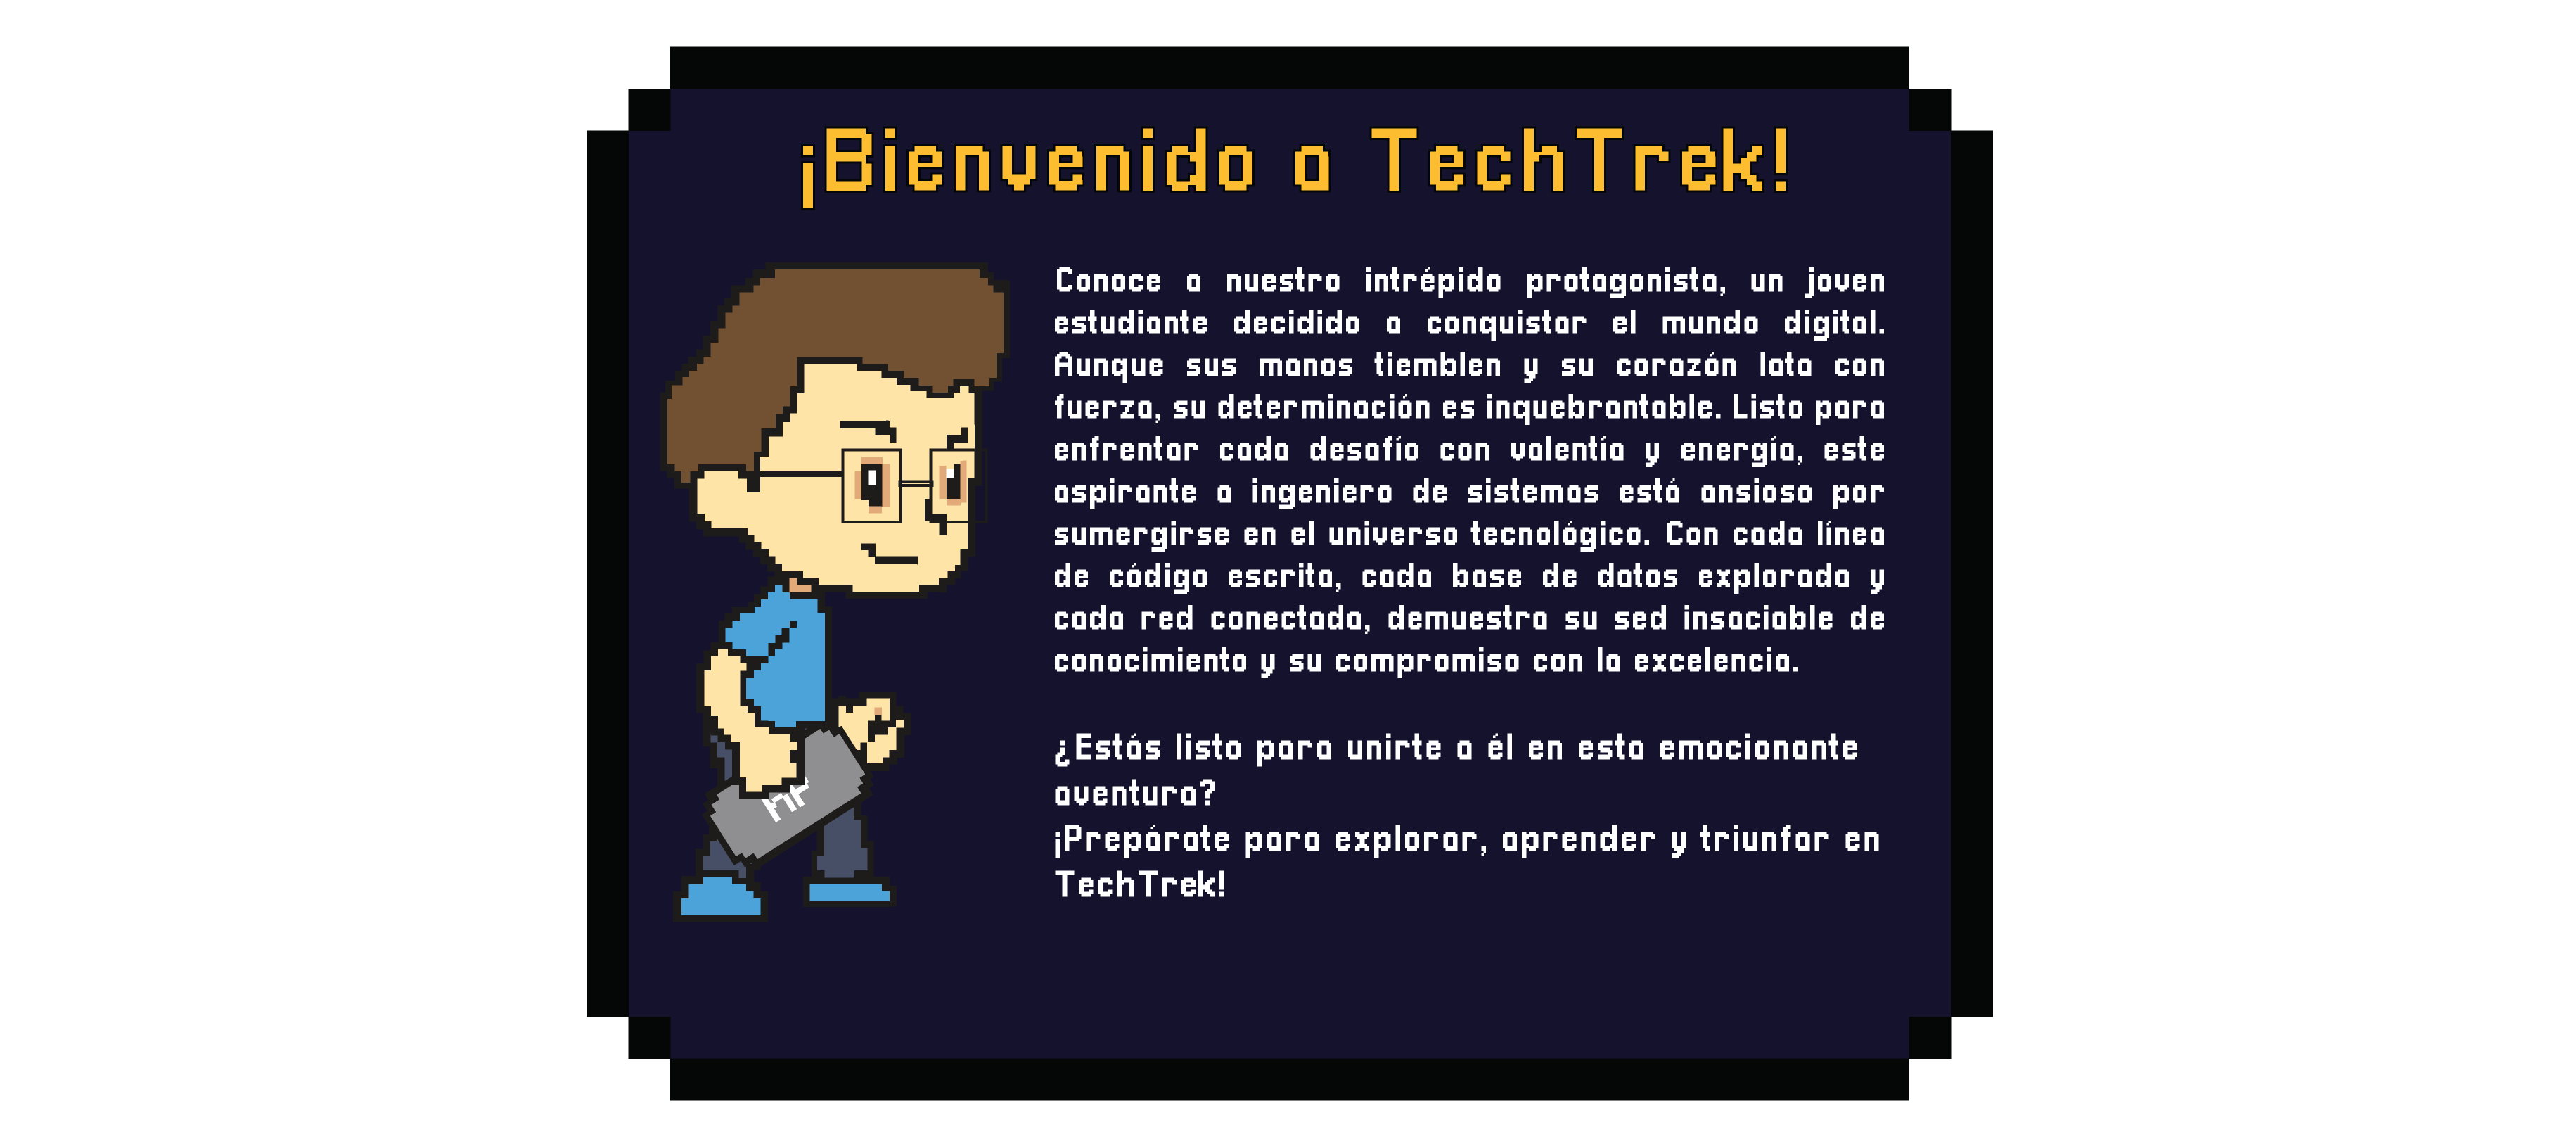 ¡Bienvenido a TechTrek!
Conoce a nuestro intrépido protagonista, un joven
estudiante decidido a conquistar el mundo digital.
Aunque sus manos tiemblen y su corazón lata con
fuerza, su determinación es inquebrantable. Listo para
enfrentar cada desafío con valentía y energía, este
aspirante a ingeniero de sistemas está ansioso por
sumergirse en el universo tecnológico. Con cada línea
de código escrita, cada base de datos explorada y
cada red conectada, demuestra su sed insaciable de
conocimiento y su compromiso con la excelencia.
¿Estás listo para unirte a él en esta emocionante
aventura?
¡Prepárate para explorar, aprender y triunfar en
TechTrek!